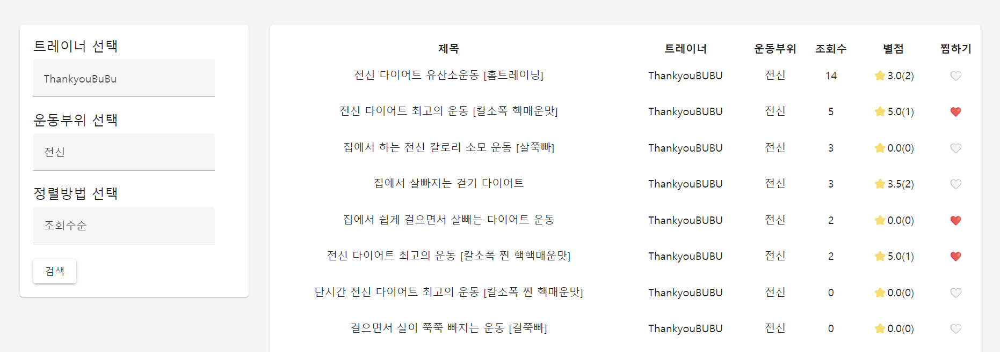 트레이너 선택
ThankyouBuBu
운동부위 선택
전신
정렬방법 선택
조회수순
검색
제목 트레이너 운동부위 조회수 별점 찜하기
전신 다이어트 유산소운동 [홈트레이닝] ThankyouBUBU 전신 14 3.0(2)
전신 다이어트 최고의 운동 [칼소폭 핵매운맛] ThankyouBUBU 전신 5 5.0(1)
집에서 하는 전신 칼로리 소모 운동 [살쭉빠] ThankyouBUBU 전신 3 0.0(0)
집에서 살빠지는 걷기 다이어트 ThankyouBUBU 전신 3 3.5(2)
집에서 쉽게 걸으면서 살빼는 다이어트 운동 ThankyouBUBU 전신 2 0.0(0)
전신 다이어트 최고의 운동 [칼소폭 찐 핵핵매운맛] ThankyouBUBU 전신 2 5.0(1)
단시간 전신 다이어트 최고의 운동 [칼소폭 찐 핵매운맛] ThankyouBUBU 전신 0 0.0(0)
걸으면서 살이 쭉쭉 빠지는 운동 [걸쭉빠] ThankyouBUBU 전신 0 0.0(0)